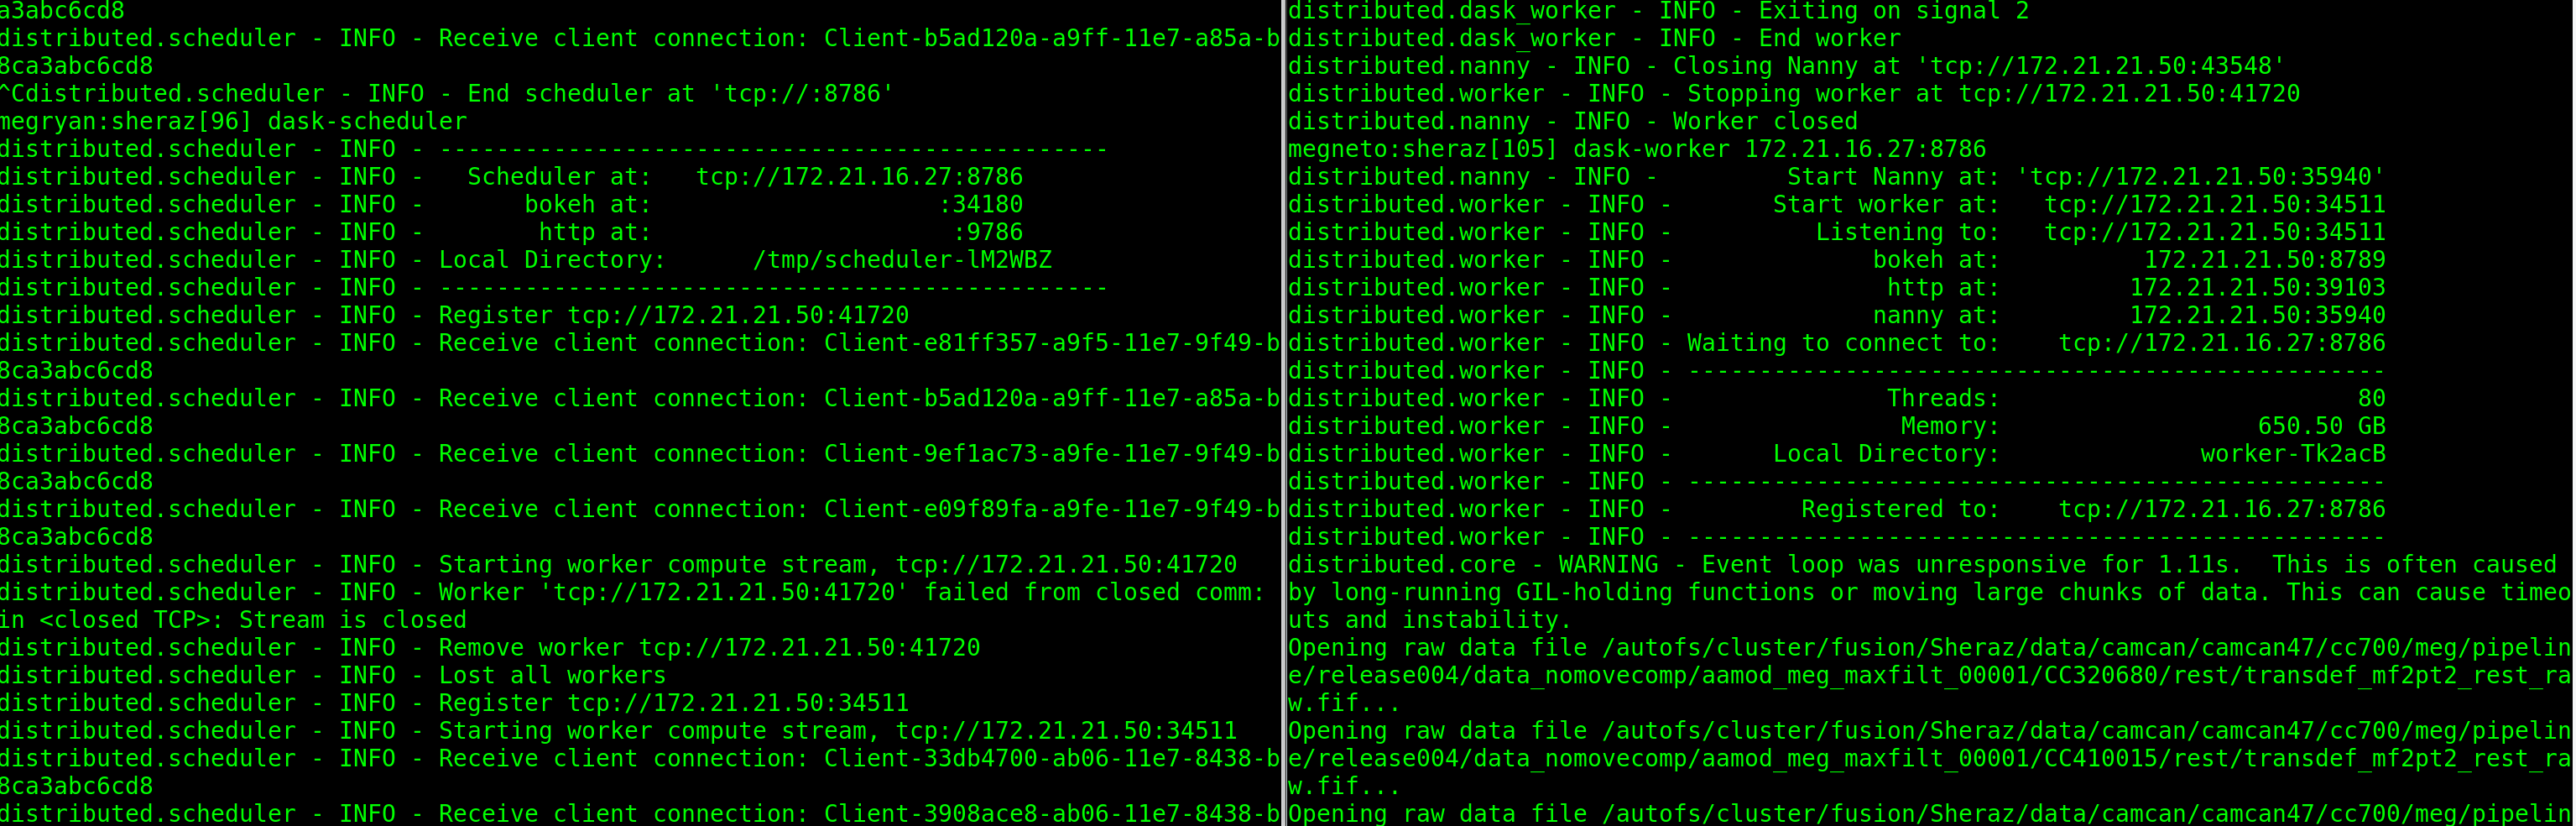 a3abc6cd8
distributed.scheduler - INFO - Receive client connection: Client-b5ad120a-a9ff-11e7-a85a-b
8ca3abc6cd8
^Cdistributed.scheduler - INFO - End scheduler at 'tcp://:8786'
megryan:sheraz[96] dask-scheduler
distributed.scheduler - INFO - -----------------------------------------------
distributed.scheduler - INFO -   Scheduler at:   tcp://172.21.16.27:8786
distributed.scheduler - INFO -       bokeh at:                    :34180
distributed.scheduler - INFO -        http at:                     :9786
distributed.scheduler - INFO - Local Directory:      /tmp/scheduler-lM2WBZ
distributed.scheduler - INFO - -----------------------------------------------
distributed.scheduler - INFO - Register tcp://172.21.21.50:41720
distributed.scheduler - INFO - Receive client connection: Client-e81ff357-a9f5-11e7-9f49-b
8ca3abc6cd8
distributed.scheduler - INFO - Receive client connection: Client-b5ad120a-a9ff-11e7-a85a-b
8ca3abc6cd8
distributed.scheduler - INFO - Receive client connection: Client-9ef1ac73-a9fe-11e7-9f49-b
8ca3abc6cd8
distributed.scheduler - INFO - Receive client connection: Client-e09f89fa-a9fe-11e7-9f49-b
8ca3abc6cd8
distributed.scheduler - INFO - Starting worker compute stream, tcp://172.21.21.50:41720
distributed.scheduler - INFO - Worker 'tcp://172.21.21.50:41720' failed from closed comm:
in <closed TCP>: Stream is closed
distributed.scheduler - INFO - Remove worker tcp://172.21.21.50:41720
distributed.scheduler - INFO - Lost all workers
distributed.scheduler - INFO - Register tcp://172.21.21.50:34511
distributed.scheduler - INFO - Starting worker compute stream, tcp://172.21.21.50:34511
distributed.scheduler - INFO - Receive client connection: Client-33db4700-ab06-11e7-8438-b
8ca3abc6cd8
distributed.scheduler - INFO - Receive client connection: Client-3908ace8-ab06-11e7-8438-b
distributed.dask_worker - INFO - Exiting on signal 2
distributed.dask_worker - INFO - End worker
distributed.nanny - INFO - Closing Nanny at 'tcp://172.21.21.50:43548'
distributed.worker - INFO - Stopping worker at tcp://172.21.21.50:41720
distributed.nanny - INFO - Worker closed
megneto:sheraz[105] dask-worker 172.21.16.27:8786
distributed.nanny - INFO -         Start Nanny at: 'tcp://172.21.21.50:35940'
distributed.worker - INFO -       Start worker at:   tcp://172.21.21.50:34511
distributed.worker - INFO -          Listening to:   tcp://172.21.21.50:34511
distributed.worker - INFO -              bokeh at:          172.21.21.50:8789
distributed.worker - INFO -               http at:         172.21.21.50:39103
distributed.worker - INFO -              nanny at:         172.21.21.50:35940
distributed.worker - INFO - Waiting to connect to:    tcp://172.21.16.27:8786
distributed.worker - INFO - -------------------------------------------------
distributed.worker - INFO -               Threads:                         80
distributed.worker - INFO -                Memory:                  650.50 GB
distributed.worker - INFO -       Local Directory:              worker-Tk2acB
distributed.worker - INFO - -------------------------------------------------
distributed.worker - INFO -         Registered to:    tcp://172.21.16.27:8786
distributed.worker - INFO - -------------------------------------------------
distributed.core - WARNING - Event loop was unresponsive for 1.11s.  This is often caused
by long-running GIL-holding functions or moving large chunks of data. This can cause timeo
uts and instability.
Opening raw data file /autofs/cluster/fusion/Sheraz/data/camcan/camcan47/cc700/meg/pipelin
e/release004/data_nomovecomp/aamod_meg_maxfilt_00001/CC320680/rest/transdef_mf2pt2_rest_ra
w.fif...
Opening raw data file /autofs/cluster/fusion/Sheraz/data/camcan/camcan47/cc700/meg/pipelin
e/release004/data_nomovecomp/aamod_meg_maxfilt_00001/CC410015/rest/transdef_mf2pt2_rest_ra
w.fif...
Opening raw data file /autofs/cluster/fusion/Sheraz/data/camcan/camcan47/cc700/meg/pipelin